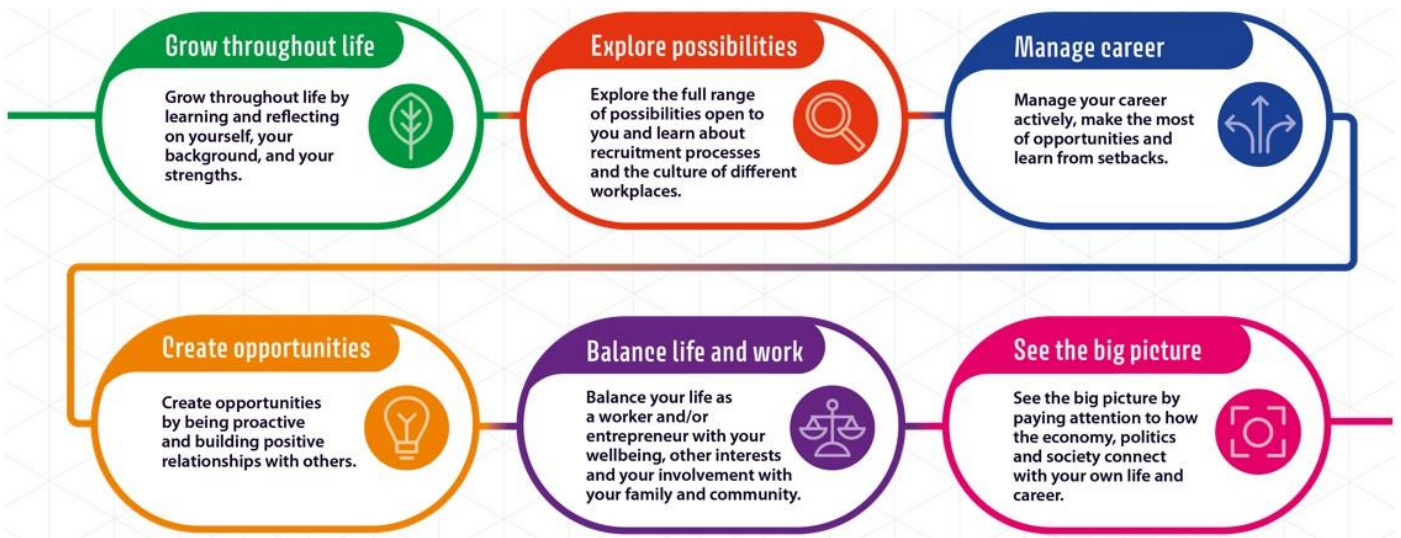 Grow throughout life
Grow throughout life by
learning and reflecting
on yourself, your
background, and your
strengths.
Explore possibilities
Explore the full range
of possibilities open to
you and learn about
recruitment processes
and the culture of different
workplaces.
Manage career
Manage your career
actively, make the most
of opportunities and
learn from setbacks.
Create opportunities
Create opportunities
by being proactive
and building positive
relationships with others.
Balance life and work
Balance your life as
a worker and/or
entrepreneur with your
wellbeing, other interests
and your involvement with
your family and community.
See the big picture
See the big picture by
paying attention to how
the economy, politics
and society connect
with your own life and
career.